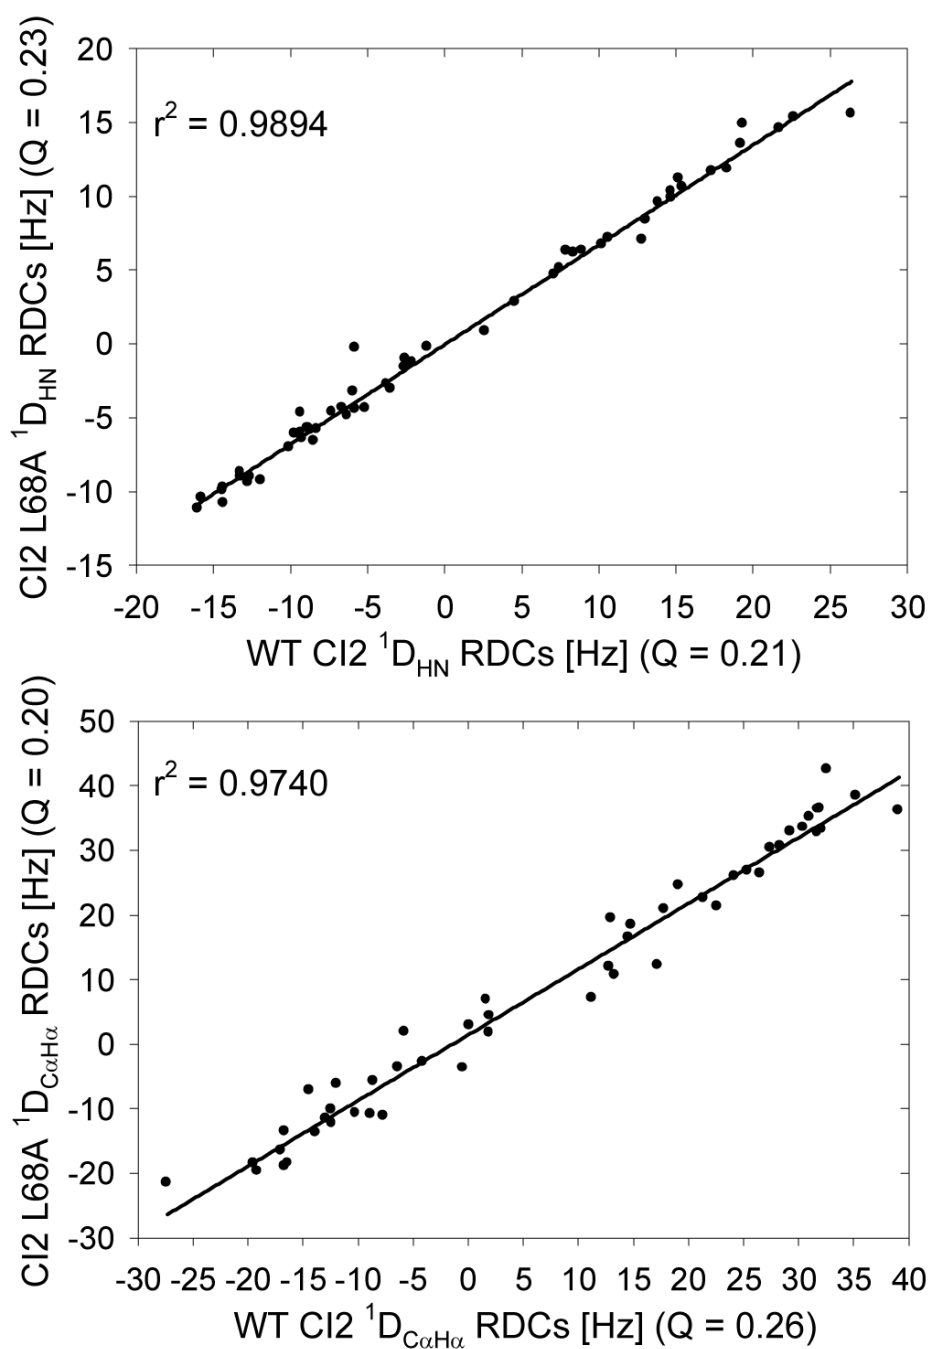 CI2 L68A ¹D_HN RDCs [Hz] (Q = 0.23)
20
15
10
5
0
-5
-10
-15
r² = 0.9894
-20 -15 -10 -5 0 5 10 15 20 25 30
WT CI2 ¹D_HN RDCs [Hz] (Q = 0.21)
CI2 L68A ¹D_CαHα RDCs [Hz] (Q = 0.20)
50
40
30
20
10
0
-10
-20
-30
r² = 0.9740
-30 -25 -20 -15 -10 -5 0 5 10 15 20 25 30 35 40
WT CI2 ¹D_CαHα RDCs [Hz] (Q = 0.26)